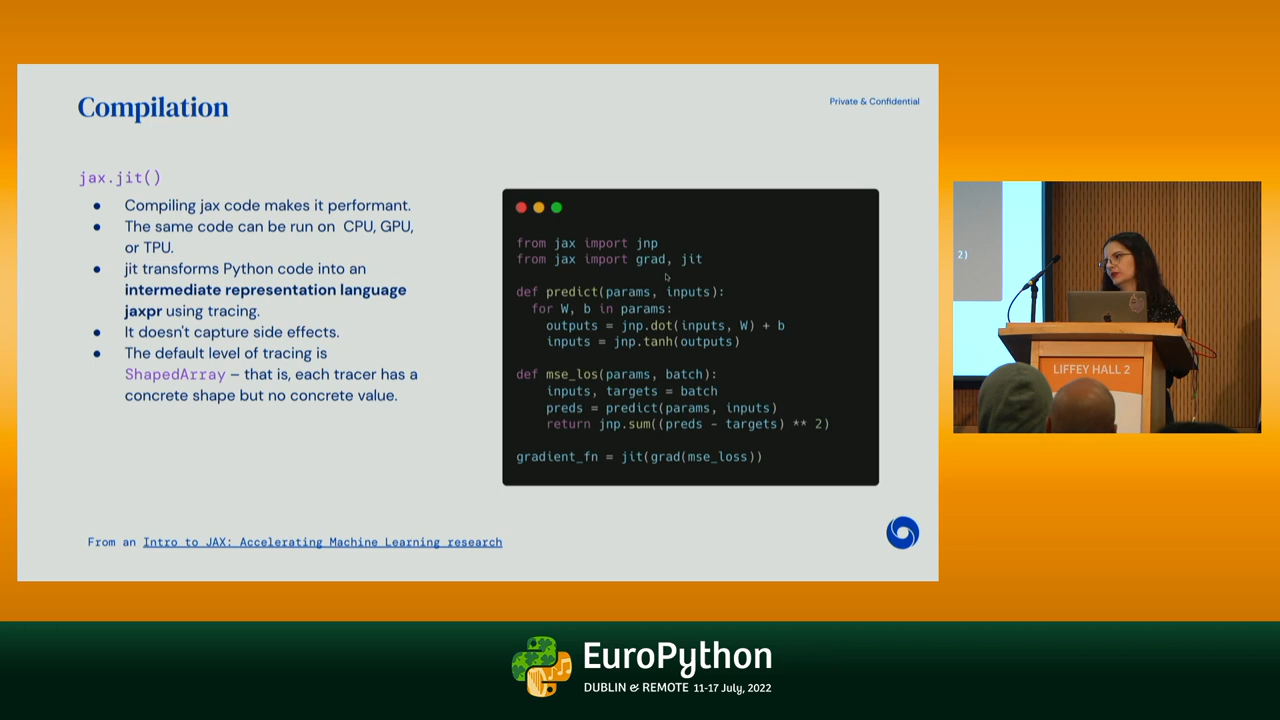 Compilation
Private & Confidential
jax.jit()
● Compiling jax code makes it performant.
● The same code can be run on CPU, GPU,
or TPU.
● jit transforms Python code into an
intermediate representation language
jaxpr using tracing.
● It doesn't capture side effects.
● The default level of tracing is
ShapedArray – that is, each tracer has a
concrete shape but no concrete value.
from jax import jnp
from jax import grad, jit
def predict(params, inputs):
for W, b in params:
outputs = jnp.dot(inputs, W) + b
inputs = jnp.tanh(outputs)
def mse_los(params, batch):
inputs, targets = batch
preds = predict(params, inputs)
return jnp.sum((preds - targets) ** 2)
gradient_fn = jit(grad(mse_loss))
From an Intro to JAX: Accelerating Machine Learning research
2)
LIFFEY HALL 2
EuroPython
DUBLIN & REMOTE 11-17 July, 2022